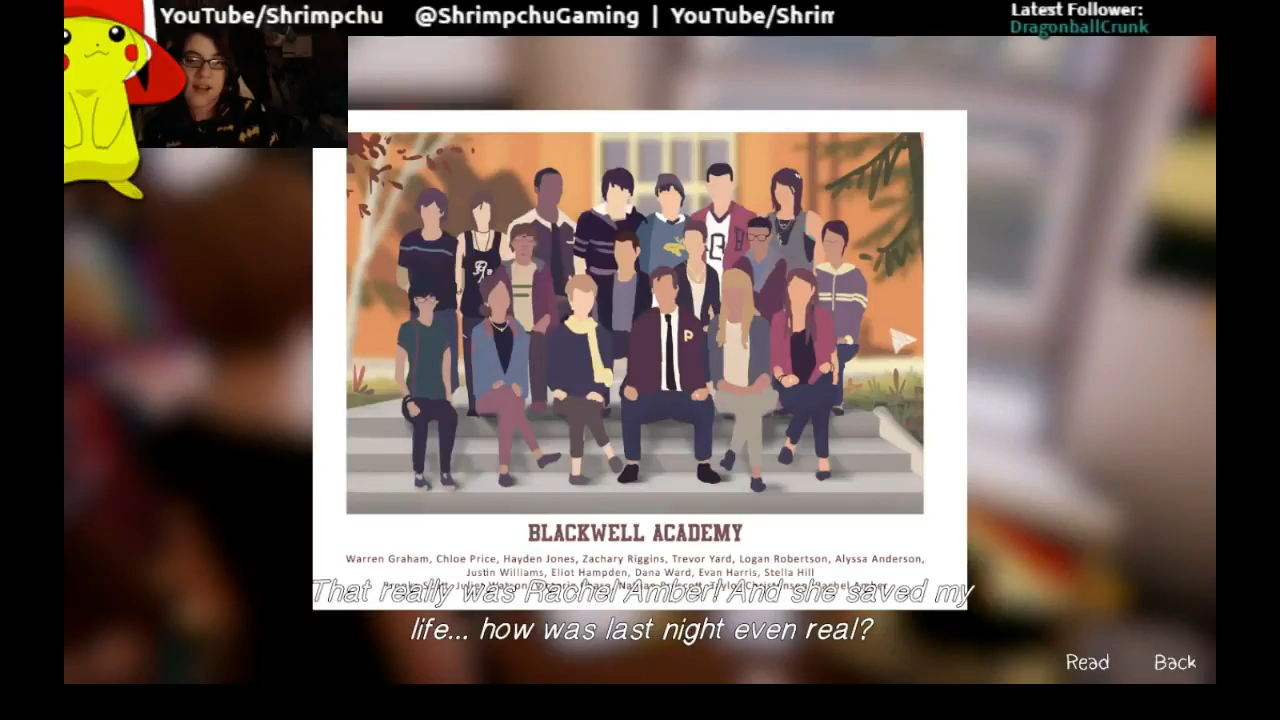 YouTube/Shrimpchu @ShrimpchuGaming | YouTube/Shrim
Latest Follower:
DragonballCrunk
BLACKWELL ACADEMY
Warren Graham, Chloe Price, Hayden Jones, Zachary Riggins, Trevor Yard, Logan Robertson, Alyssa Anderson,
Justin Williams, Eliot Hampden, Dana Ward, Evan Harris, Stella Hill
That really was Rachel Amber! And she saved my
life... how was last night even real?
Read Back